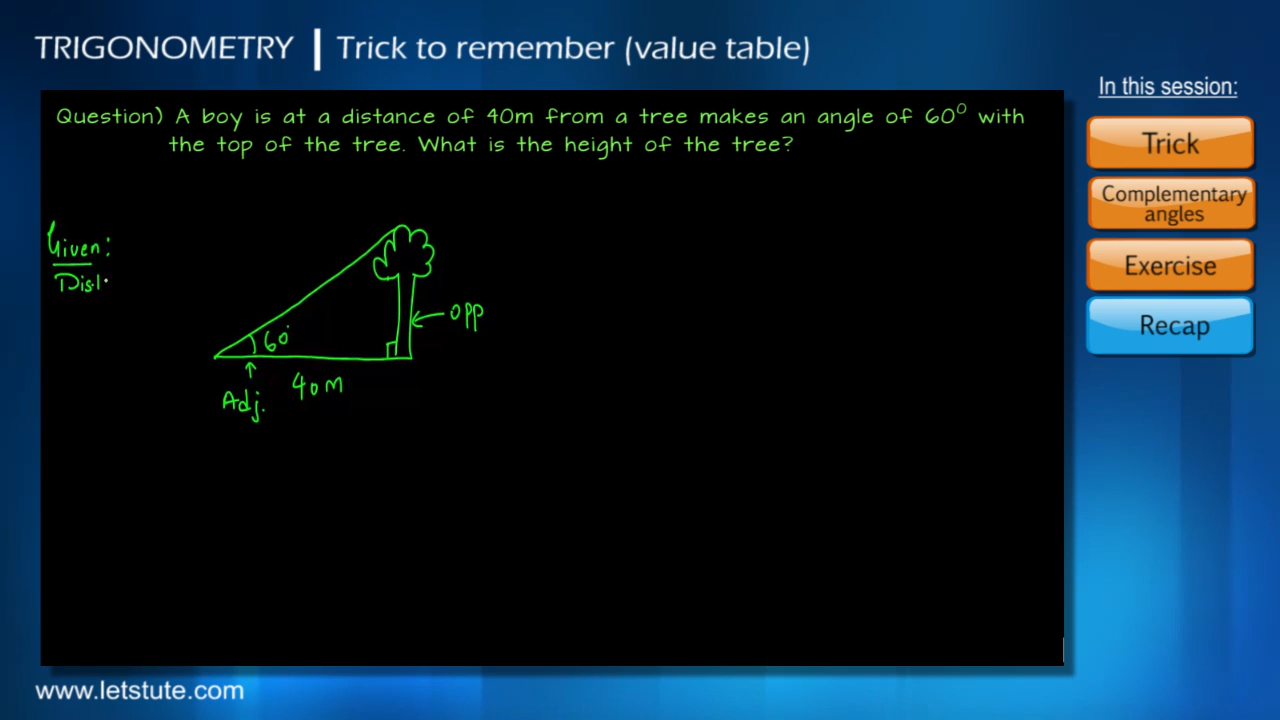 TRIGONOMETRY | Trick to remember (value table)
In this session:
Trick
Complementary
angles
Exercise
Recap
Question) A boy is at a distance of 40m from a tree makes an angle of 60⁰ with
the top of the tree. What is the height of the tree?
Given:
60°
opp
Adj.
40m
www.letstute.com